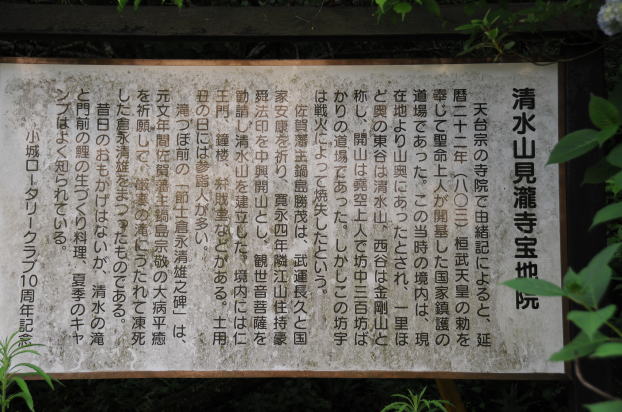 清水山見瀧寺宝地院
天台宗の寺院で由緒記によると、延
暦二十二年（八〇三）桓武天皇の勅を
奉じて聖命上人が開基した国家鎮護の
道場であった。この当時の境内は、現
在地より山奥にあったとされ、一里ほ
ど奥の東谷は清水山、西谷は金剛山と
称し、開山は堯空上人で坊中三百坊ば
かりの道場であった。しかしこの坊宇
は戦火によって焼失したという。
佐賀藩主鍋島勝茂は、武運長久と国
家安康を祈り、寛永四年隣江山住持豪
舜法印を中興開山とし、観世音菩薩を
勧請し清水山を建立した。境内には仁
王門、鐘楼、弁財堂などがある。土用
丑の日には参詣人が多い。
滝つぼ前の「節士倉永清雄之碑」は、
元文年間佐賀藩主鍋島宗教の大病平癒
を祈願して、厳寒の滝にうたれて凍死
した倉永清雄をまつったものである。
昔日のおもかげはないが、清水の滝
と門前の鯉の生づくり料理、夏季のキャ
ンプはよく知られている。
小城ロータリークラブ10周年記念